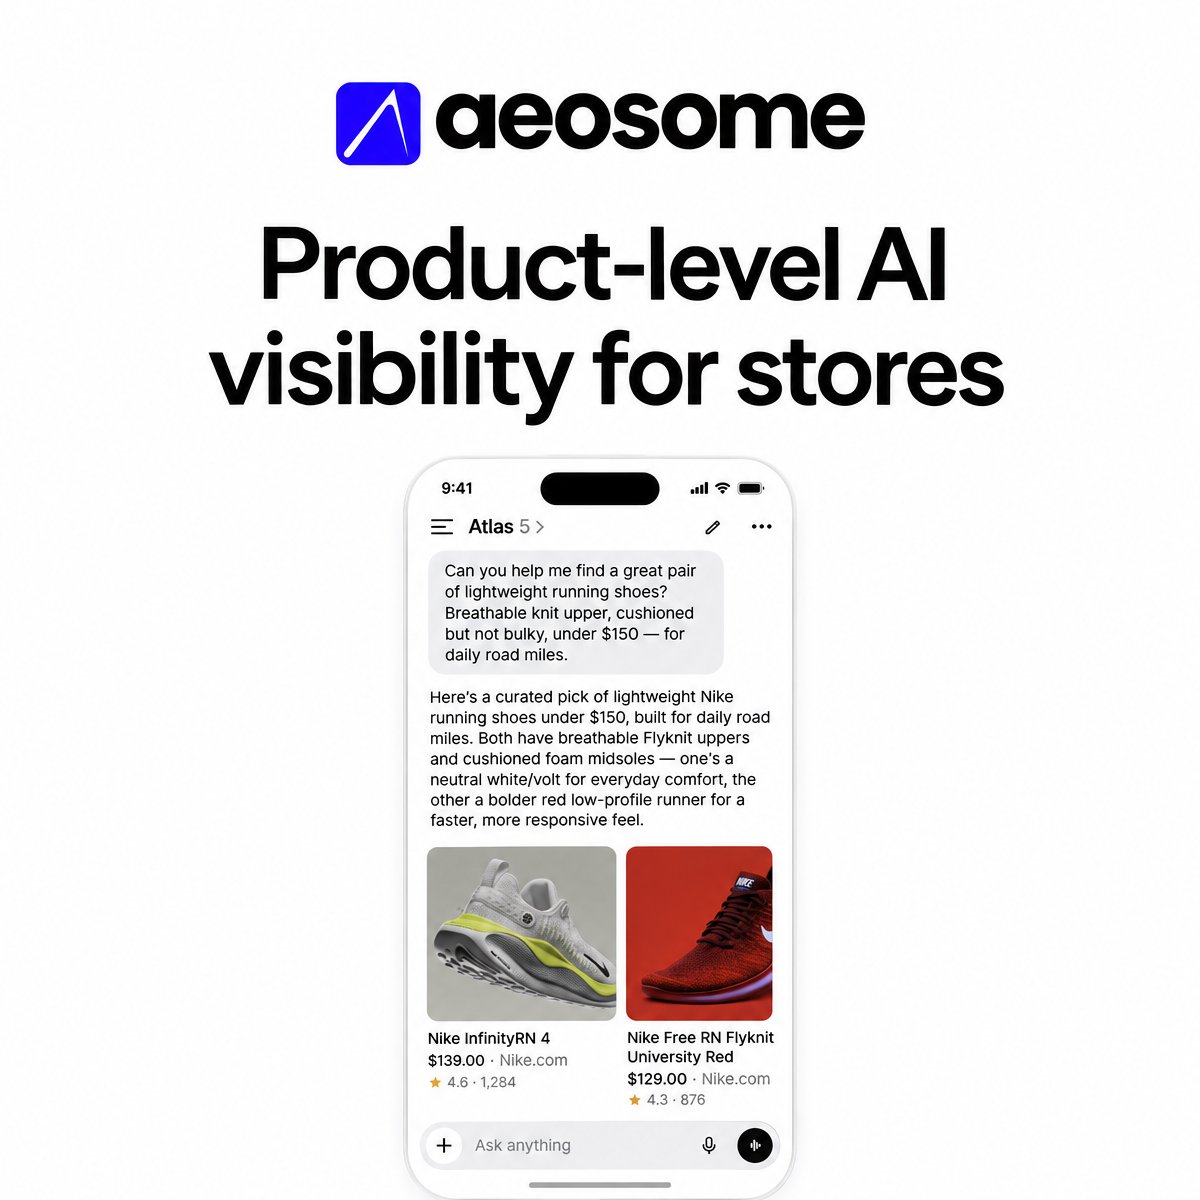 aeosome
Product-level AI
visibility for stores
9:41
Atlas 5 >
Can you help me find a great pair
of lightweight running shoes?
Breathable knit upper, cushioned
but not bulky, under $150 — for
daily road miles.
Here's a curated pick of lightweight Nike
running shoes under $150, built for daily road
miles. Both have breathable Flyknit uppers
and cushioned foam midsoles — one's a
neutral white/volt for everyday comfort, the
other a bolder red low-profile runner for a
faster, more responsive feel.
NIKE
Nike InfinityRN 4
$139.00 · Nike.com
★ 4.6 · 1,284
Nike Free RN Flyknit
University Red
$129.00 · Nike.com
★ 4.3 · 876
Ask anything